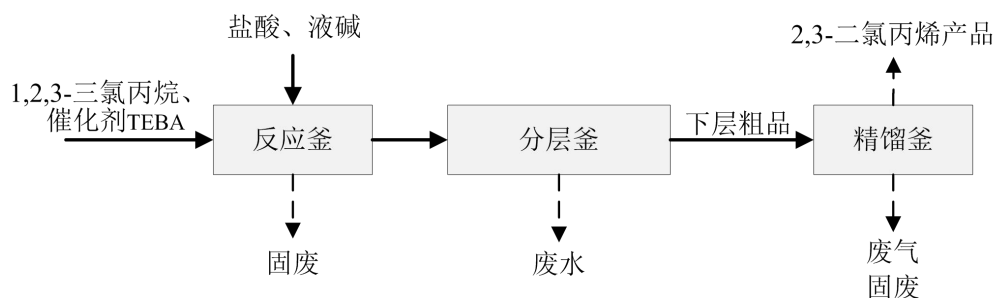 盐酸、液碱
2,3-二氯丙烯产品
1,2,3-三氯丙烷、
催化剂TEBA
反应釜
分层釜
下层粗品
精馏釜
固废
废水
废气
固废